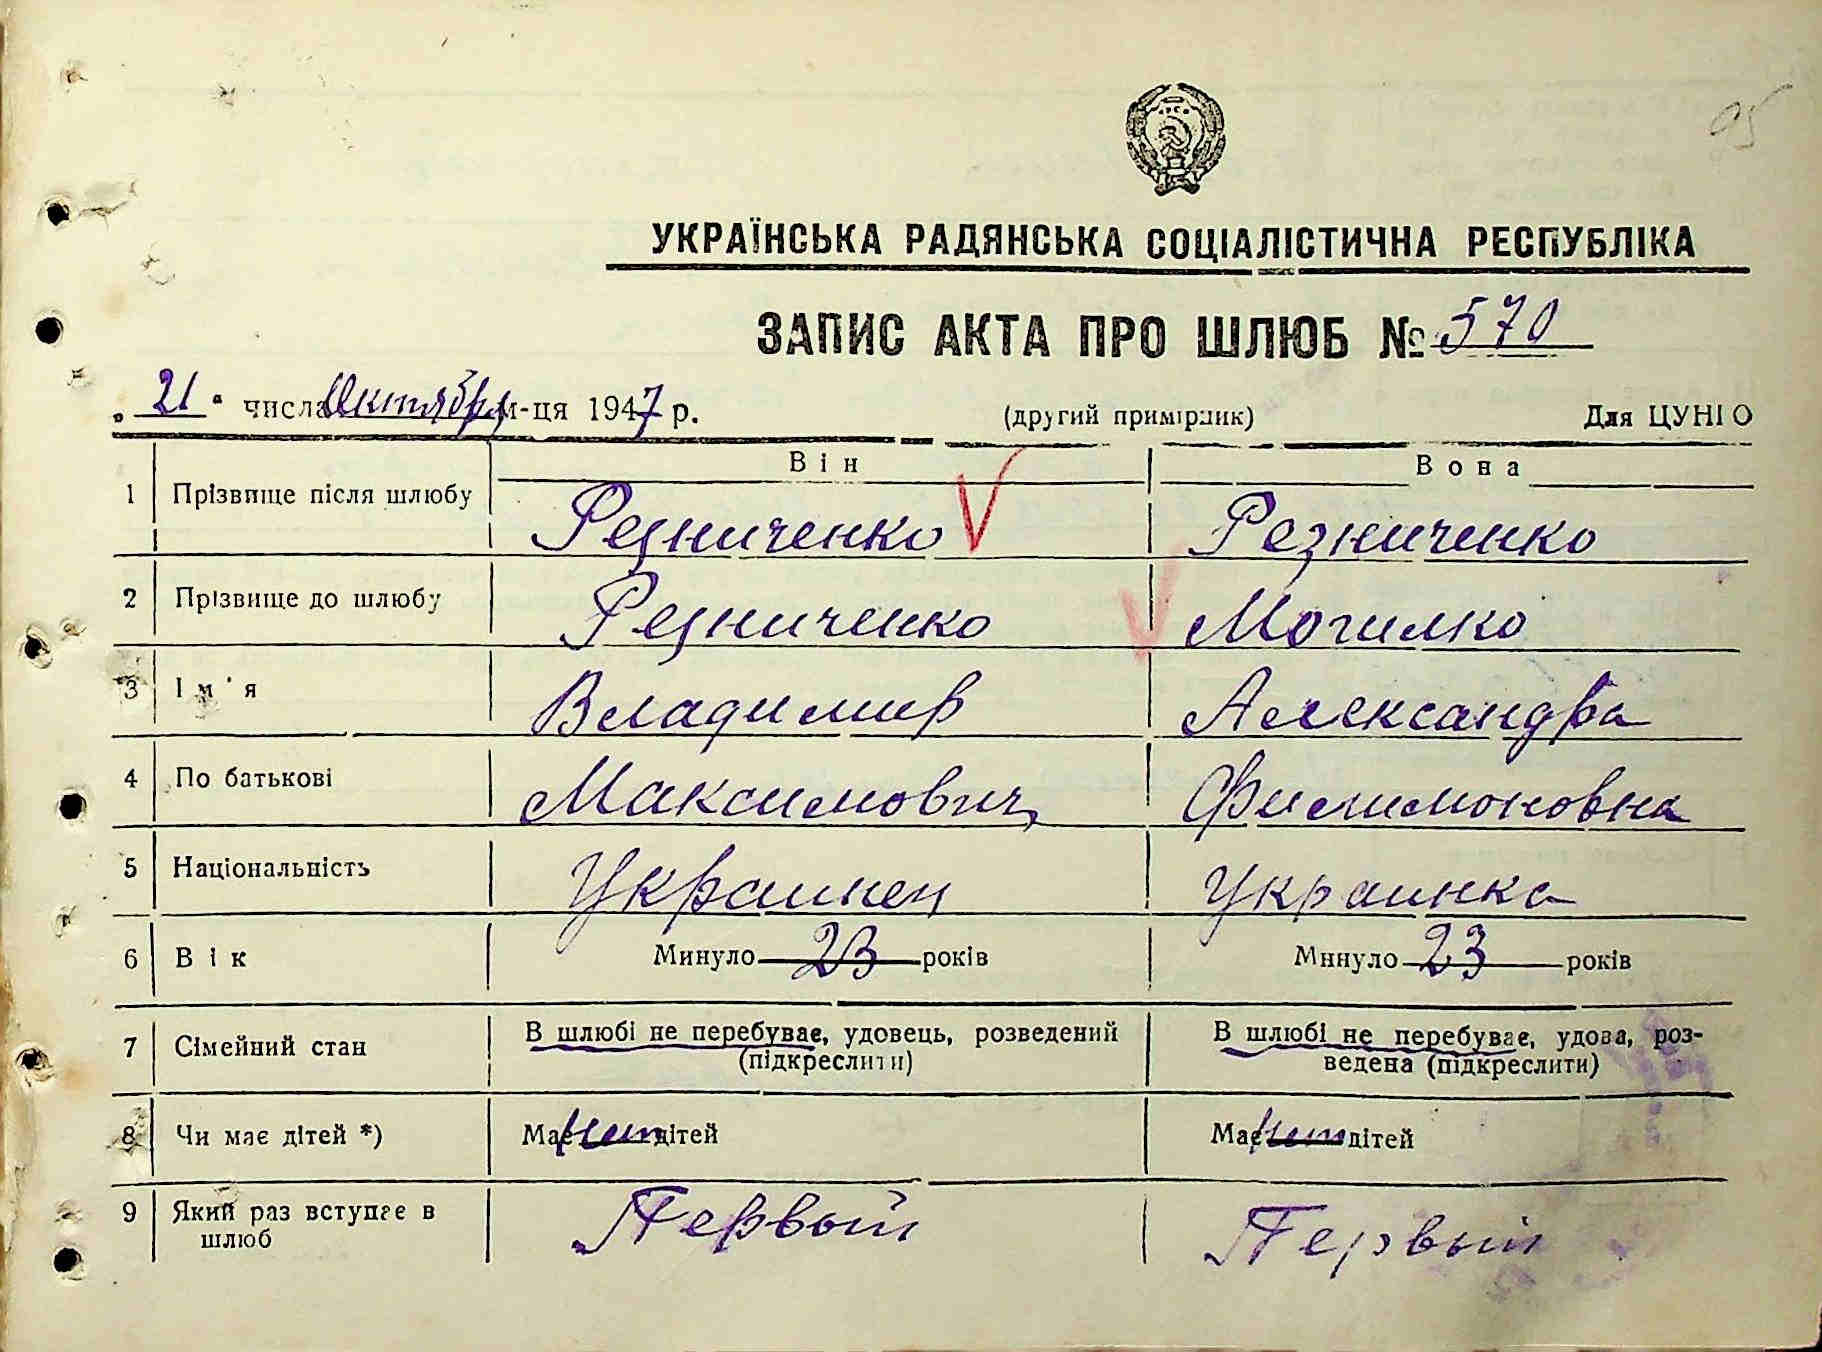 95
УКРАЇНСЬКА РАДЯНСЬКА СОЦІАЛІСТИЧНА РЕСПУБЛІКА
ЗАПИС АКТА ПРО ШЛЮБ № 570
„21“ числа Октября м-ця 1947 р. (другий примірник) Для ЦУНГО
Він Вона
1 Прізвище після шлюбу Резниченко Резниченко
2 Прізвище до шлюбу Резниченко Могилко
3 Ім'я Владимир Александра
4 По батькові Максимович Филимоновна
5 Національність Украинец Украинка
6 Вік Минуло 23 років Минуло 23 років
7 Сімейний стан В шлюбі не перебуває, удовець, розведений В шлюбі не перебуває, удова, роз-
(підкреслити) ведена (підкреслити)
8 Чи має дітей *) Має нет дітей Має нет дітей
9 Який раз вступає в Первый Первый
шлюб